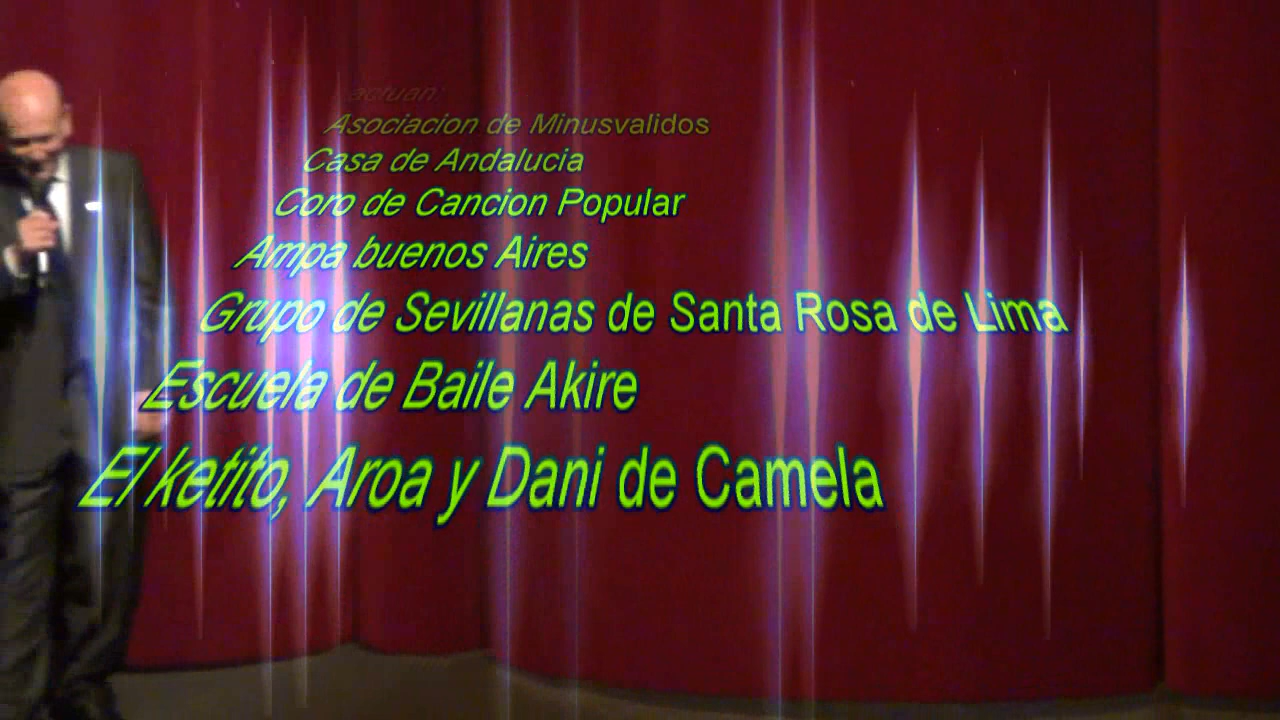 actuan:
Asociacion de Minusvalidos
Casa de Andalucia
Coro de Cancion Popular
Ampa buenos Aires
Grupo de Sevillanas de Santa Rosa de Lima
Escuela de Baile Akire
El ketito, Aroa y Dani de Camela